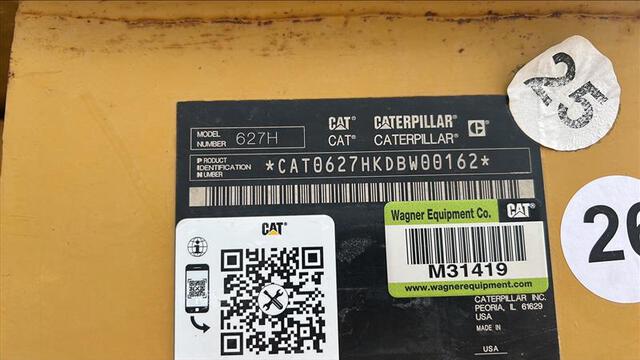 25
MODEL NUMBER 627H
CAT® CATERPILLAR®
CAT® CATERPILLAR® C
PRODUCT IDENTIFICATION NUMBER *CAT0627HKDBW00162*
CAT®
Wagner Equipment Co. CAT®
M31419
www.wagnerequipment.com
26
CATERPILLAR INC.
PEORIA, IL 61629
USA
MADE IN
USA